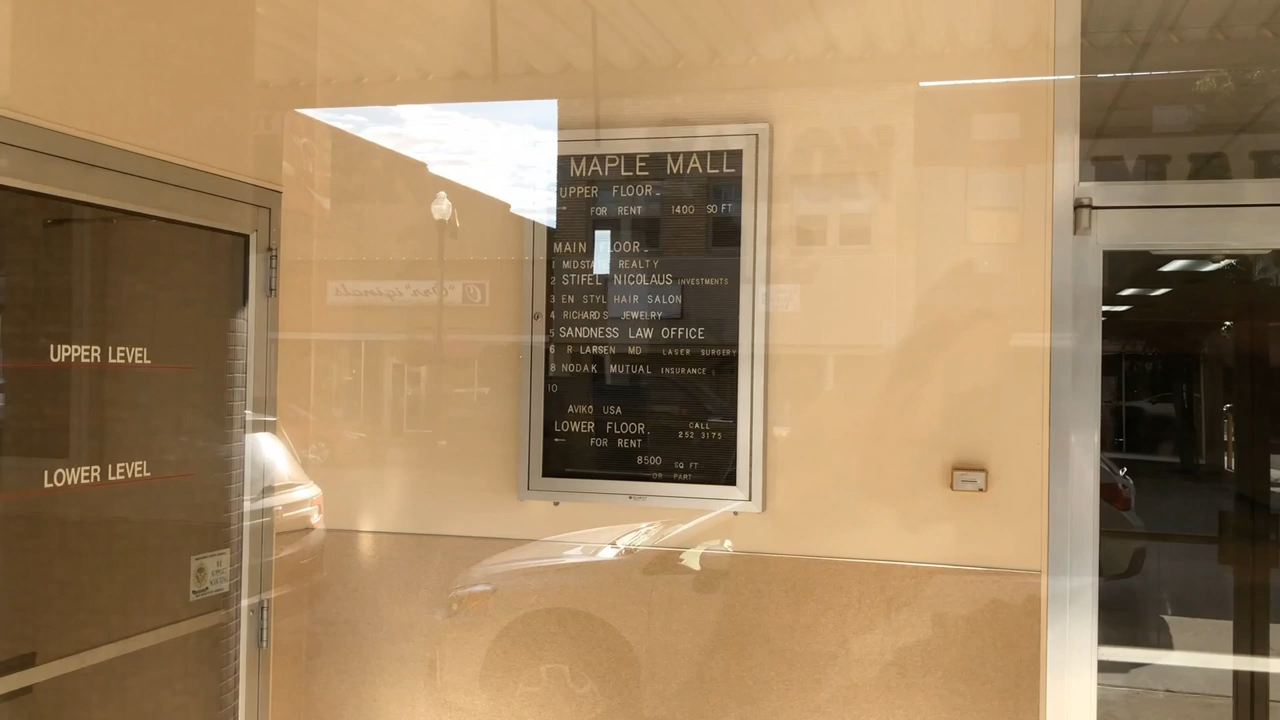 MAPLE MALL
UPPER FLOOR
FOR RENT 1400 SO FT
MAIN FLOOR
1 MIDSTATE REALTY
2 STIFEL NICOLAUS INVESTMENTS
3 EN STYL HAIR SALON
4 RICHARDS JEWELRY
5 SANDNESS LAW OFFICE
6 R LARSEN MD LASER SURGERY
8 NODAK MUTUAL INSURANCE
10
AVIKO USA
LOWER FLOOR. CALL
252 3175
← FOR RENT
8500 SQ FT
OR PART
UPPER LEVEL
LOWER LEVEL
"Orr"iginals